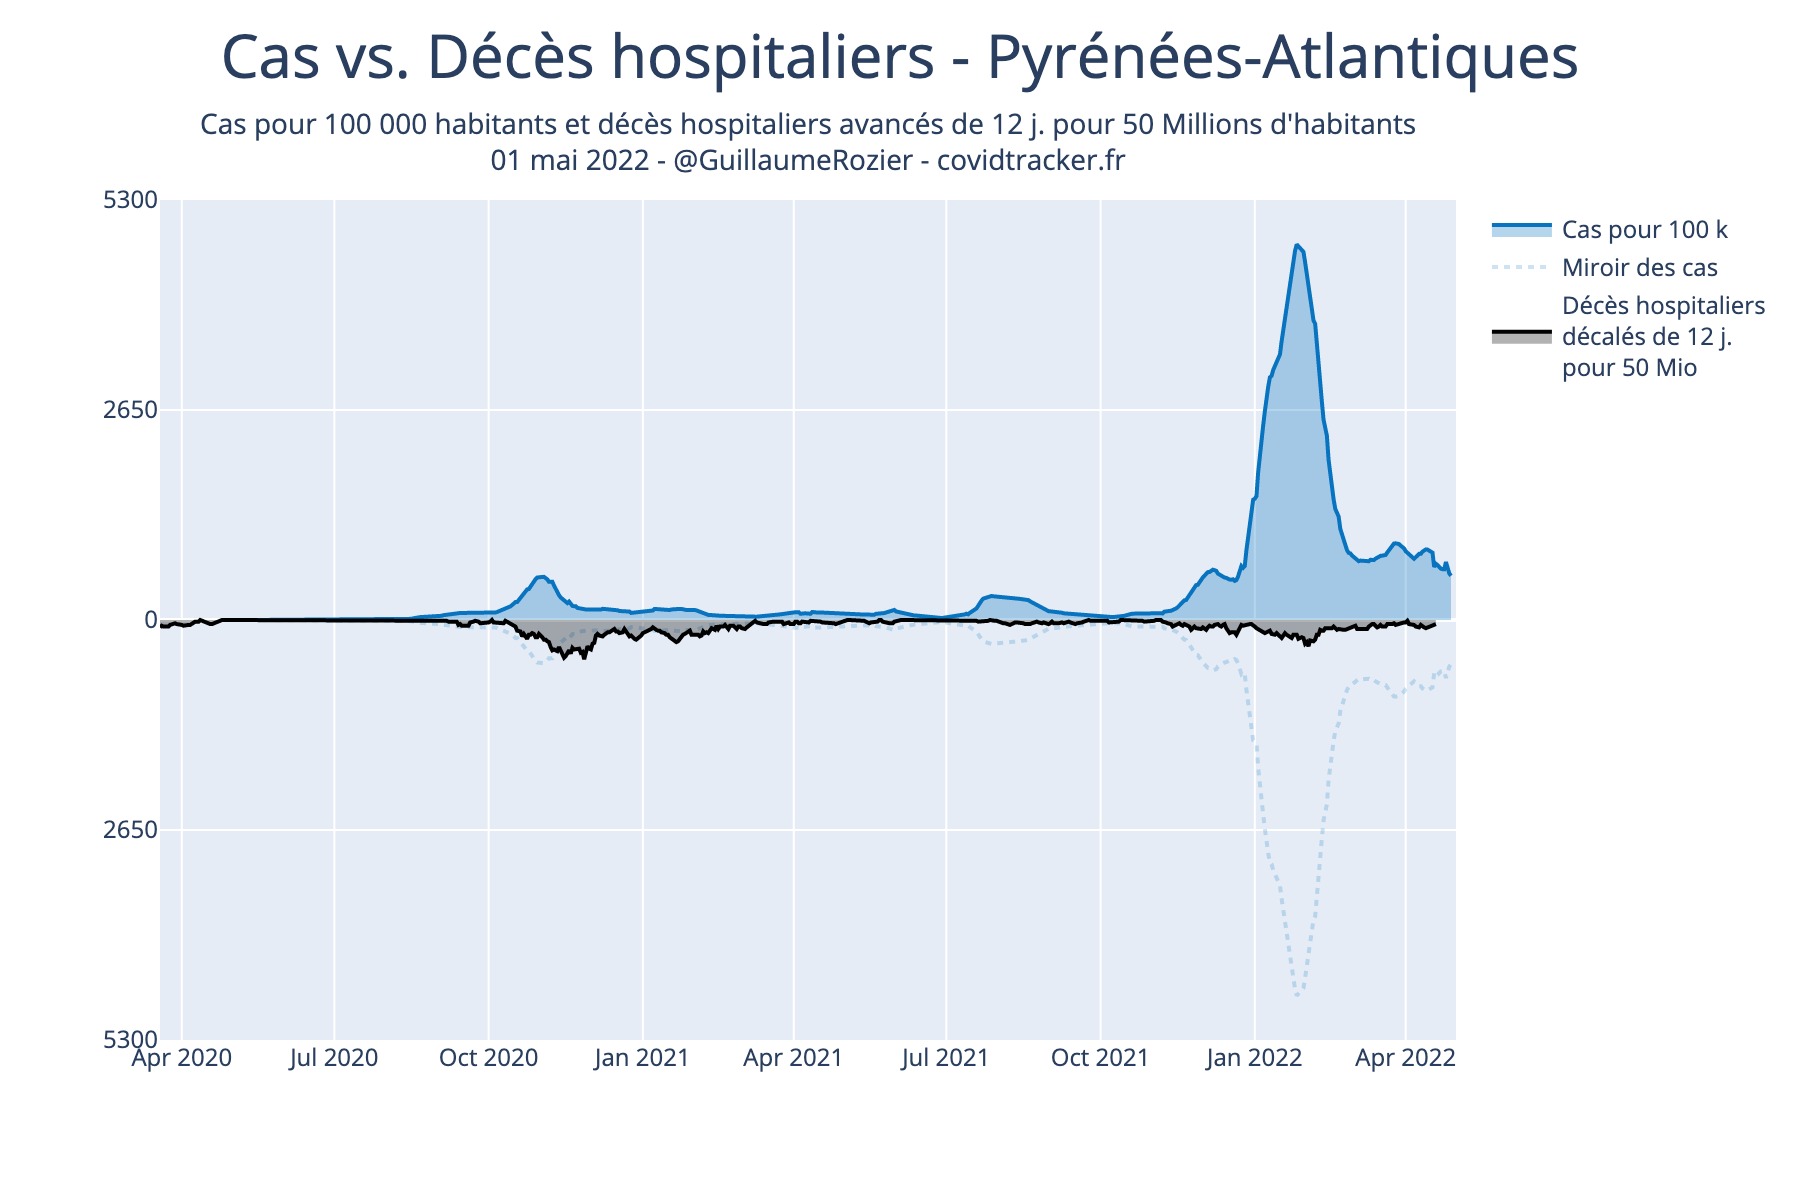 Cas vs. Décès hospitaliers - Pyrénées-Atlantiques
Cas pour 100 000 habitants et décès hospitaliers avancés de 12 j. pour 50 Millions d'habitants
01 mai 2022 - @GuillaumeRozier - covidtracker.fr
5300
2650
0
2650
5300
Apr 2020
Jul 2020
Oct 2020
Jan 2021
Apr 2021
Jul 2021
Oct 2021
Jan 2022
Apr 2022
Cas pour 100 k
Miroir des cas
Décès hospitaliers
décalés de 12 j.
pour 50 Mio